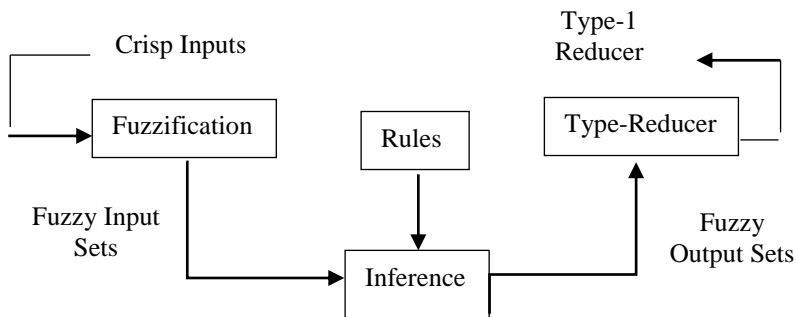 Crisp Inputs
Type-1
Reducer
Fuzzification
Rules
Type-Reducer
Fuzzy Input
Sets
Inference
Fuzzy
Output Sets